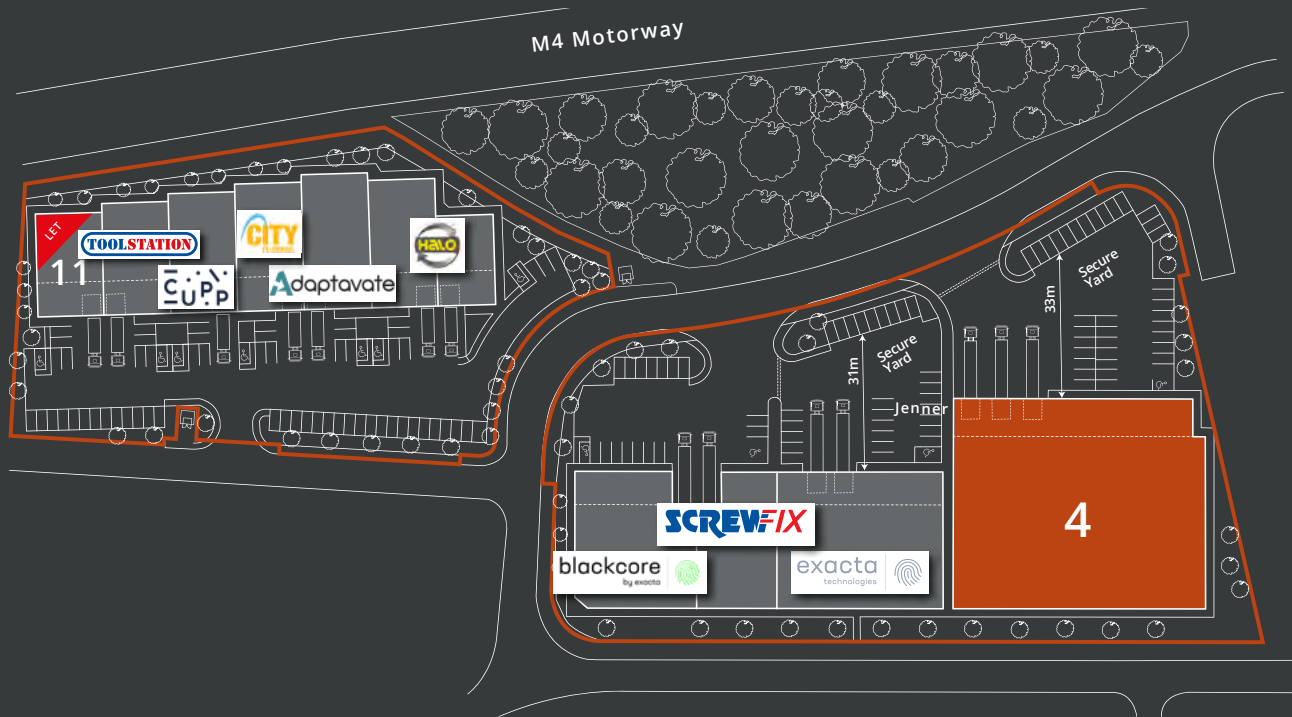 M4 Motorway
LET
11
TOOLSTATION
CUPP
CITY
Adaptavate
HALO
Secure
Yard
33m
Secure
Yard
31m
Jenner
4
SCREWFIX
blackcore
by exacta
exacta
technologies